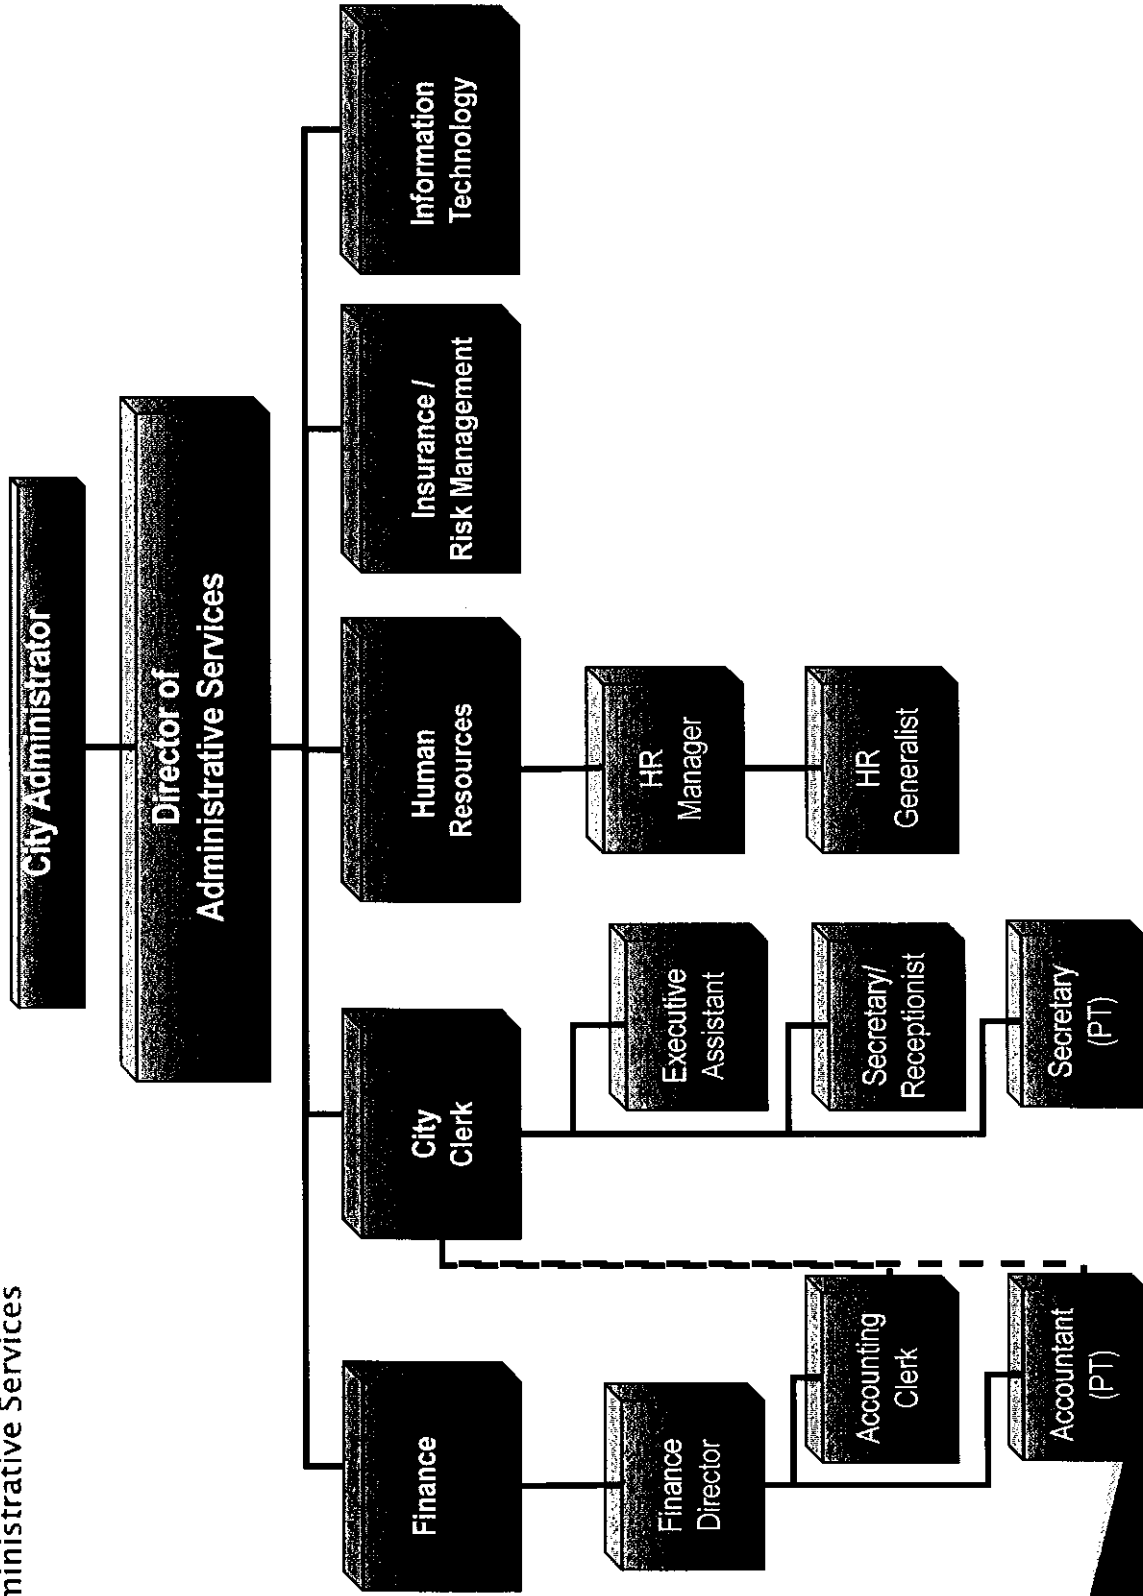 ministrative Services
City Administrator
Director of
Administrative Services
Finance
City
Clerk
Human
Resources
Insurance /
Risk Management
Information
Technology
Finance
Director
Accounting
Clerk
Accountant
(PT)
Executive
Assistant
Secretary/
Receptionist
Secretary
(PT)
HR
Manager
HR
Generalist